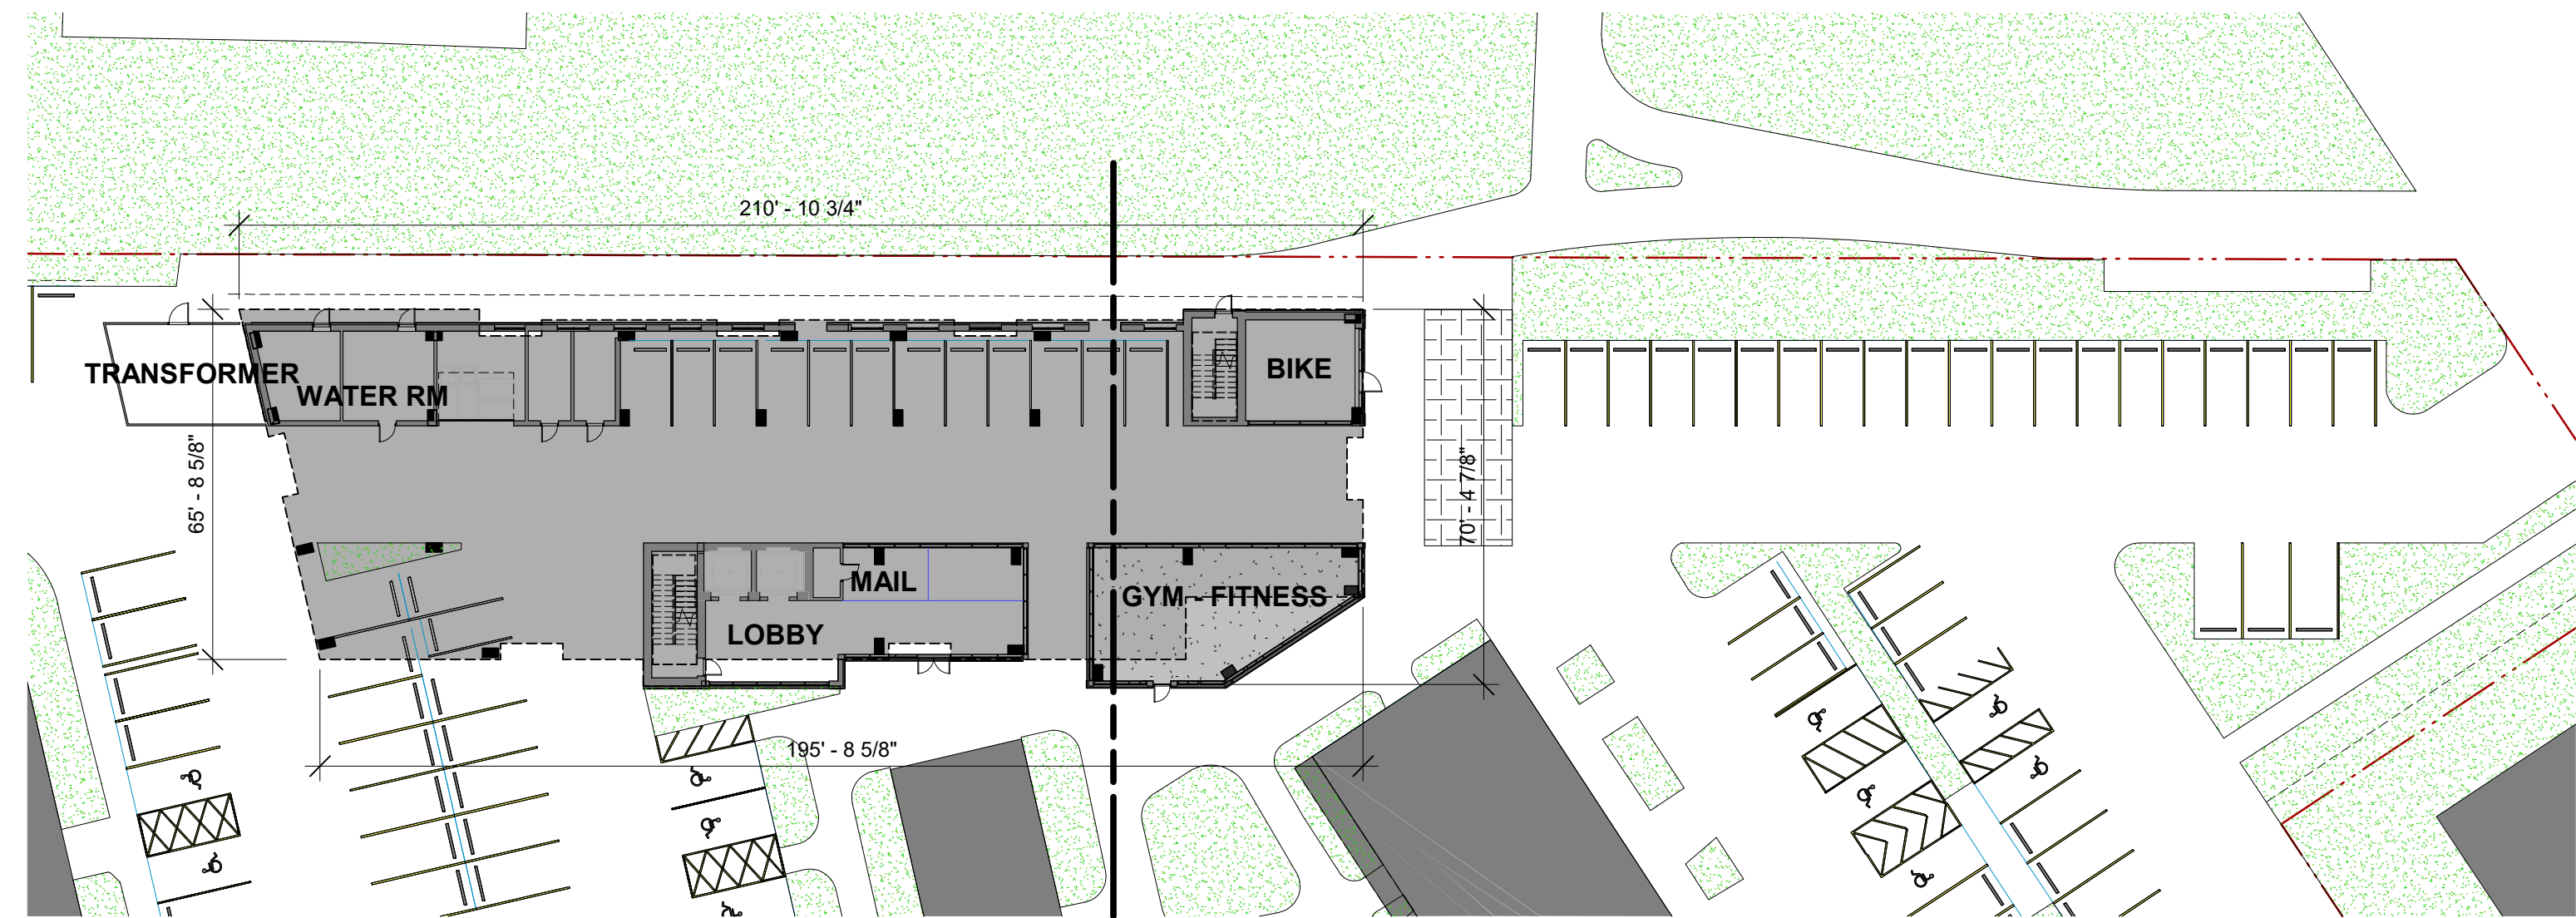 210' - 10 3/4"
TRANSFORMER
WATER RM
BIKE
65' - 8 5/8"
70' - 4 7/8"
MAIL
GYM - FITNESS
LOBBY
195' - 8 5/8"